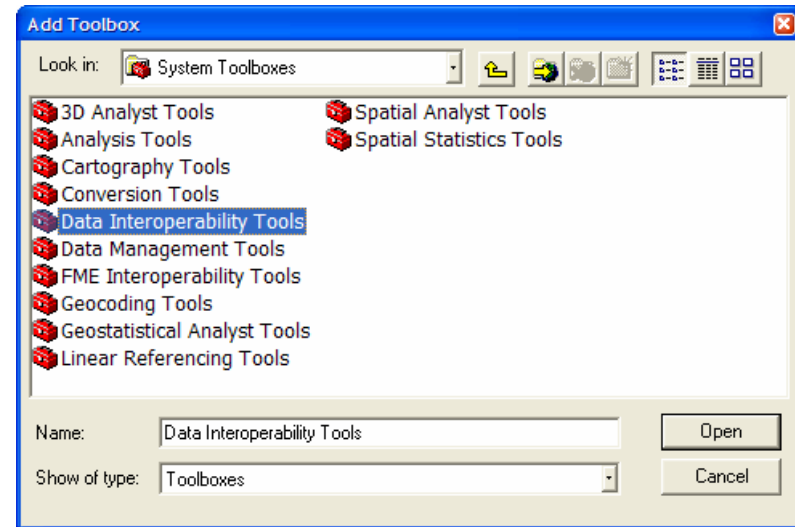 Add Toolbox
Look in: System Toolboxes
3D Analyst Tools
Analysis Tools
Cartography Tools
Conversion Tools
Data Interoperability Tools
Data Management Tools
FME Interoperability Tools
Geocoding Tools
Geostatistical Analyst Tools
Linear Referencing Tools
Spatial Analyst Tools
Spatial Statistics Tools
Name: Data Interoperability Tools Open
Show of type: Toolboxes Cancel